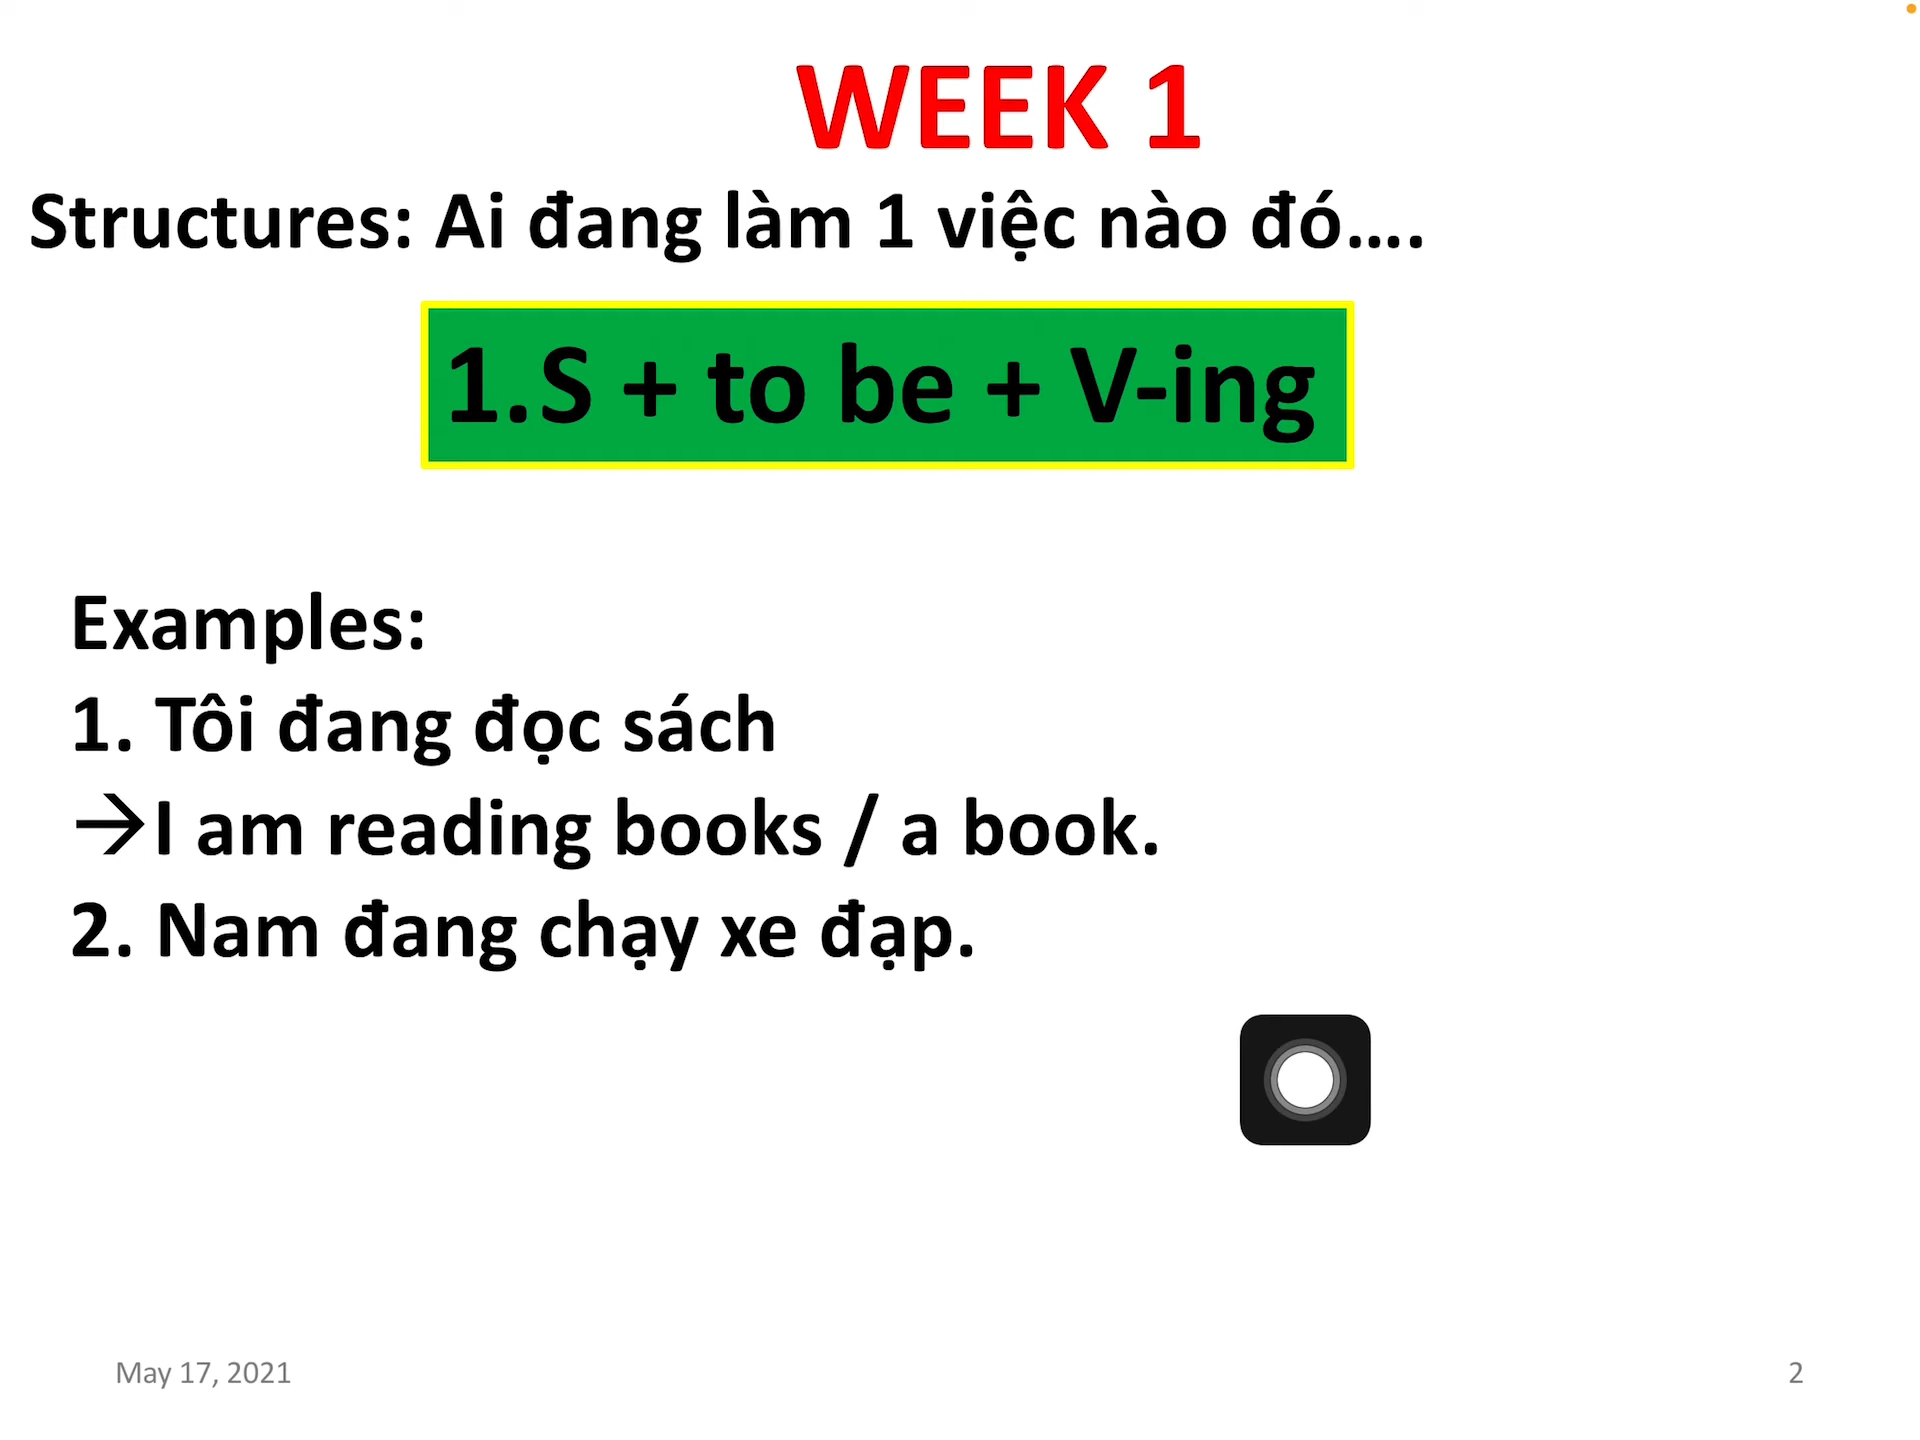 WEEK 1
Structures: Ai đang làm 1 việc nào đó....
1.S + to be + V-ing
Examples:
1. Tôi đang đọc sách
→I am reading books / a book.
2. Nam đang chạy xe đạp.
May 17, 2021
2